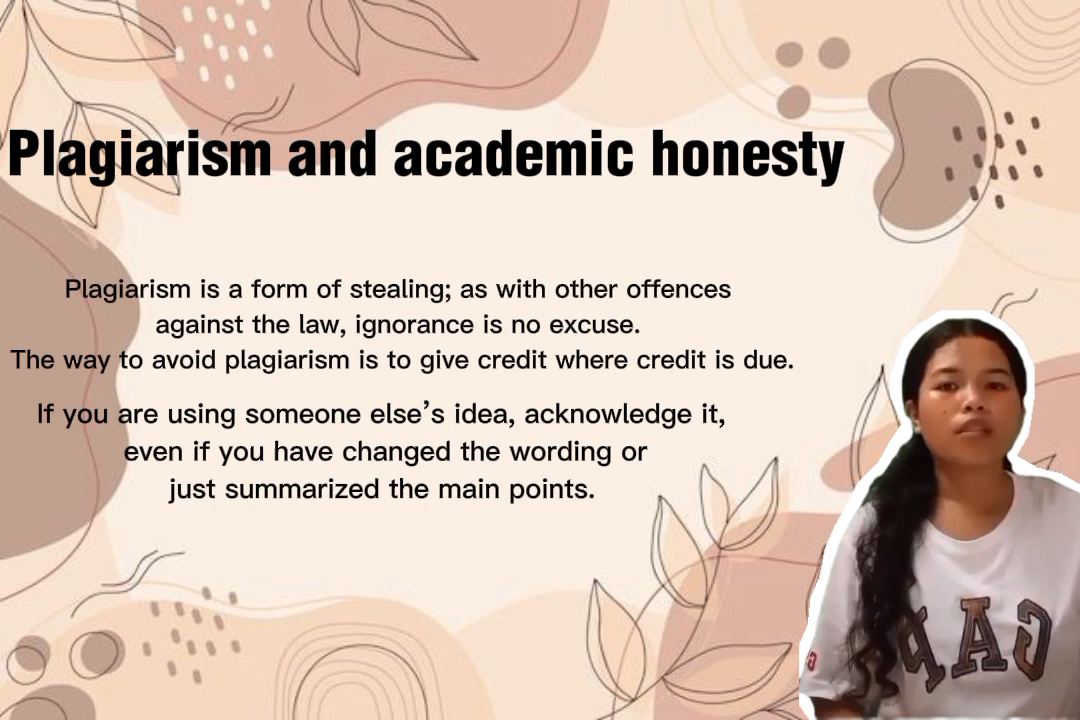 Plagiarism and academic honesty
Plagiarism is a form of stealing; as with other offences
against the law, ignorance is no excuse.
The way to avoid plagiarism is to give credit where credit is due.
If you are using someone else’s idea, acknowledge it,
even if you have changed the wording or
just summarized the main points.
GAP